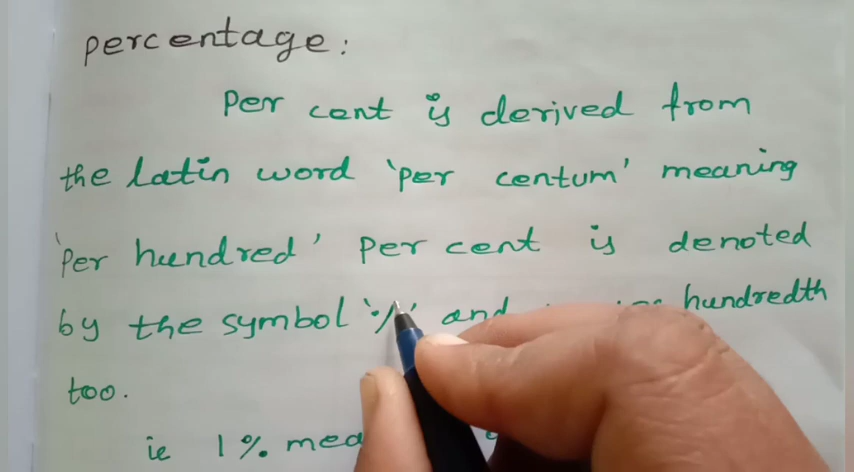 percentage:
Per cent is derived from
the Latin word 'per centum' meaning
'Per hundred' Per cent is denoted
by the symbol '%' and hundredth
too.
ie 1%